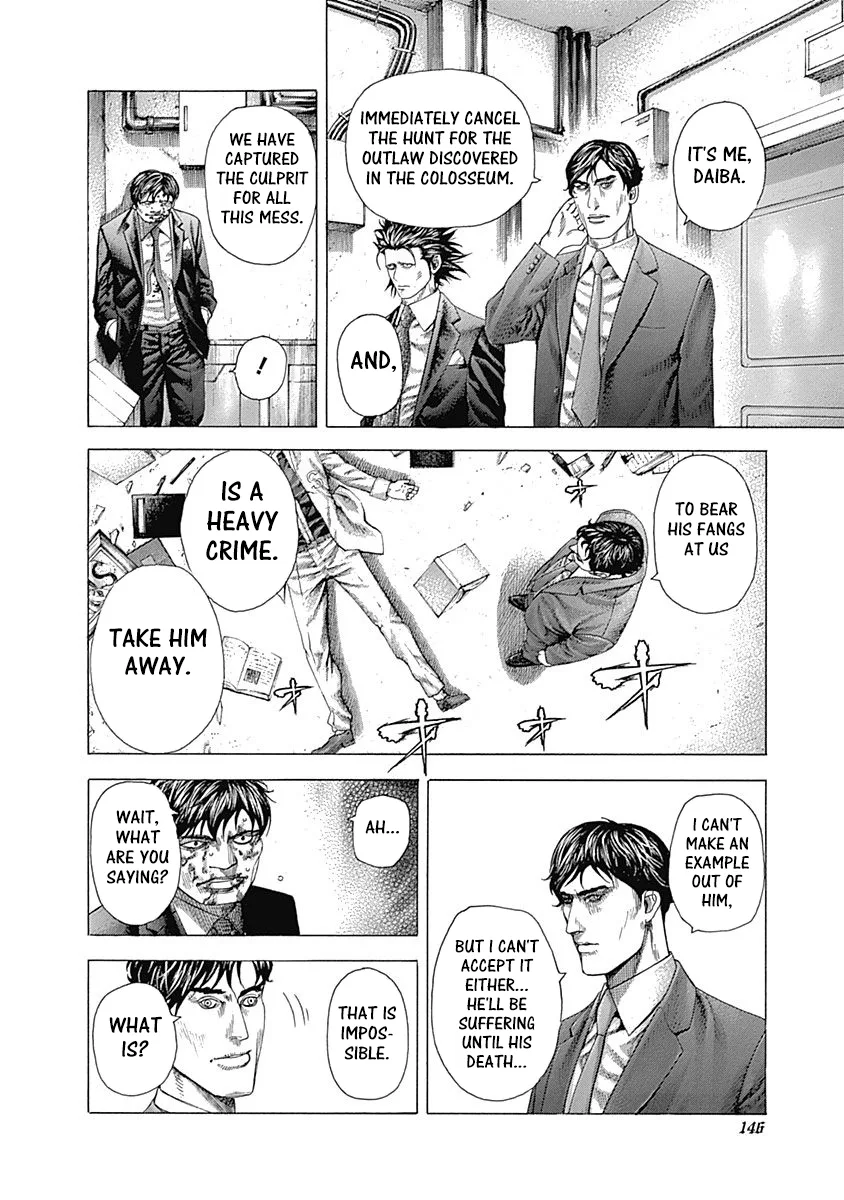 IT'S ME,
DAIBA.
IMMEDIATELY CANCEL
THE HUNT FOR THE
OUTLAW DISCOVERED
IN THE COLOSSEUM.
AND,
WE HAVE
CAPTURED
THE CULPRIT
FOR ALL
THIS MESS.
!
TO BEAR
HIS FANGS
AT US
IS A
HEAVY
CRIME.
TAKE HIM
AWAY.
I CAN'T
MAKE AN
EXAMPLE
OUT OF
HIM,
BUT I CAN'T
ACCEPT IT
EITHER...
HE'LL BE
SUFFERING
UNTIL HIS
DEATH...
AH...
WAIT,
WHAT
ARE YOU
SAYING?
THAT IS
IMPOS-
SIBLE.
WHAT
IS?
146